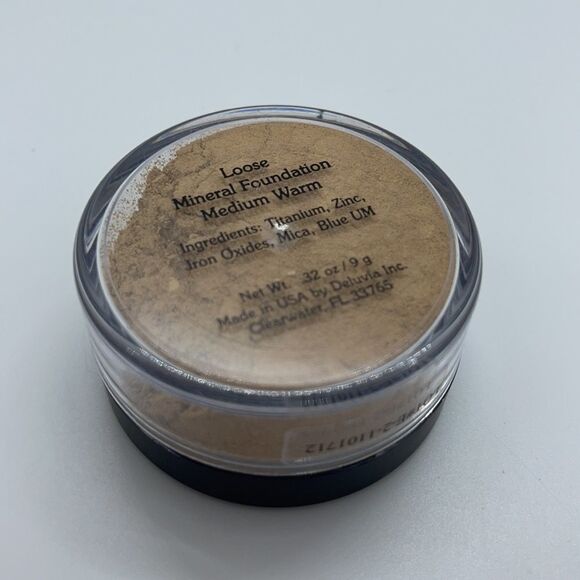 Loose
Mineral Foundation
Medium Warm
Ingredients: Titanium, Zinc,
Iron Oxides, Mica, Blue UM
Net Wt. .32 oz / 9 g
Made in USA by Deluvia Inc.
Clearwater, FL 33765